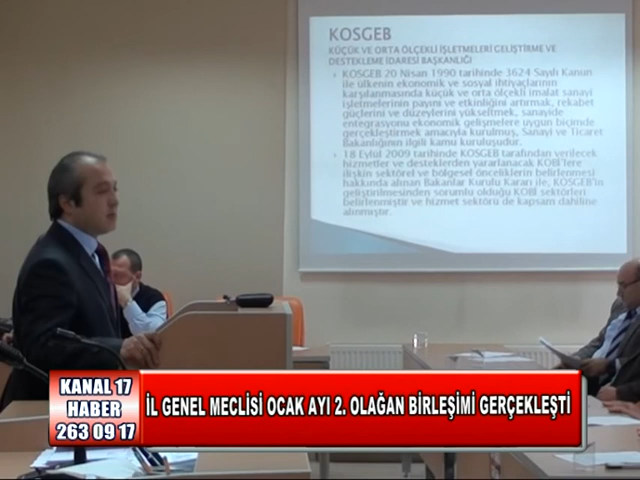 KOSGEB
KÜÇÜK VE ORTA ÖLÇEKLİ İŞLETMELERİ GELİŞTİRME VE
DESTEKLEME İDARESİ BAŞKANLIĞI
KOSGEB 20 Nisan 1990 tarihinde 3624 Sayılı Kanun
ile ülkenin ekonomik ve sosyal ihtiyaçlarının
karşılanmasında küçük ve orta ölçekli imalat sanayi
işletmelerinin payını ve etkinliğini artırmak, rekabet
güçlerini ve düzeylerini yükseltmek, sanayide
entegrasyonu ekonomik gelişmelere uygun biçimde
gerçekleştirmek amacıyla kurulmuş, Sanayi ve Ticaret
Bakanlığının ilgili kamu kuruluşudur.
18 Eylül 2009 tarihinde KOSGEB tarafından verilecek
hizmetler ve desteklerden yararlanacak KOBİ'lere
ilişkin sektörel ve bölgesel önceliklerin belirlenmesi
hakkında alınan Bakanlar Kurulu Kararı ile, KOSGEB'in
geliştirilmesinden sorumlu olduğu KOBİ sektörleri
belirlenmiştir ve hizmet sektörü de kapsam dahiline
alınmıştır.
KANAL 17
HABER
263 09 17
İL GENEL MECLİSİ OCAK AYI 2. OLAĞAN BİRLEŞİMİ GERÇEKLEŞTİ